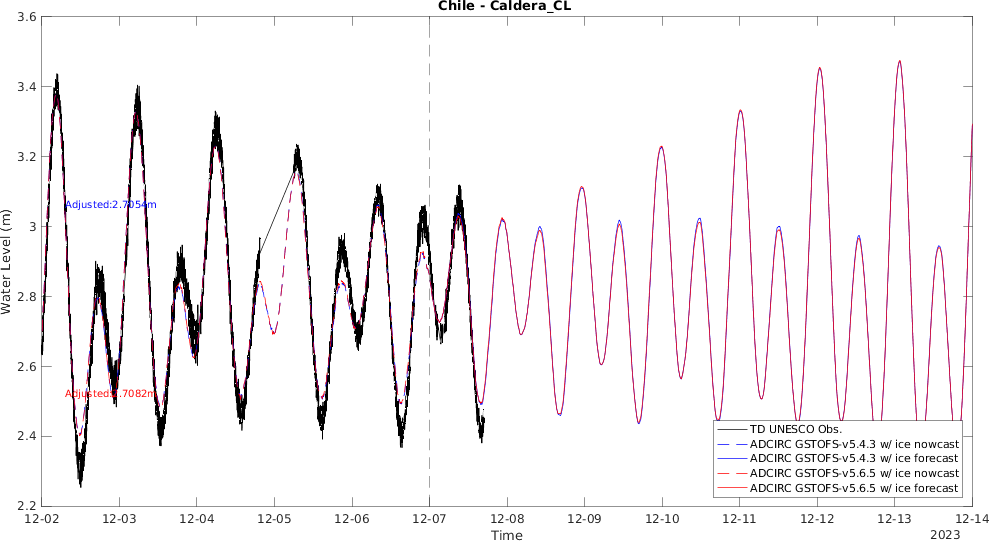 Chile - Caldera_CL
3.6
3.4
3.2
3
2.8
2.6
2.4
2.2
Water Level (m)
Adjusted:2.7054m
Adjusted:2.7082m
TD UNESCO Obs.
ADCIRC GSTOFS-v5.4.3 w/ ice nowcast
ADCIRC GSTOFS-v5.4.3 w/ ice forecast
ADCIRC GSTOFS-v5.6.5 w/ ice nowcast
ADCIRC GSTOFS-v5.6.5 w/ ice forecast
12-02 12-03 12-04 12-05 12-06 12-07 12-08 12-09 12-10 12-11 12-12 12-13 12-14
Time
2023